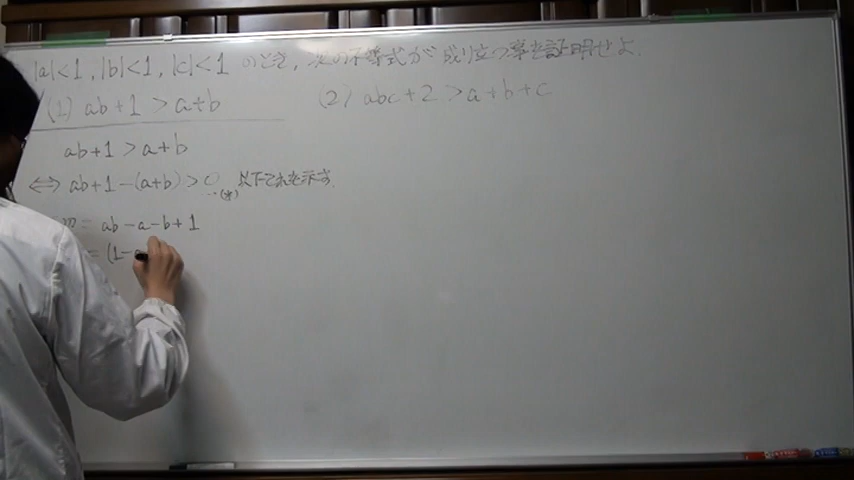 |a|<1, |b|<1, |c|<1 のとき, 次の不等式が成り立つ事を証明せよ.
(1) ab+1 > a+b
(2) abc+2 > a+b+c
ab+1 > a+b
⇔ ab+1-(a+b) > 0 …(*) 以下これを示す.
= ab-a-b+1
= (1-a